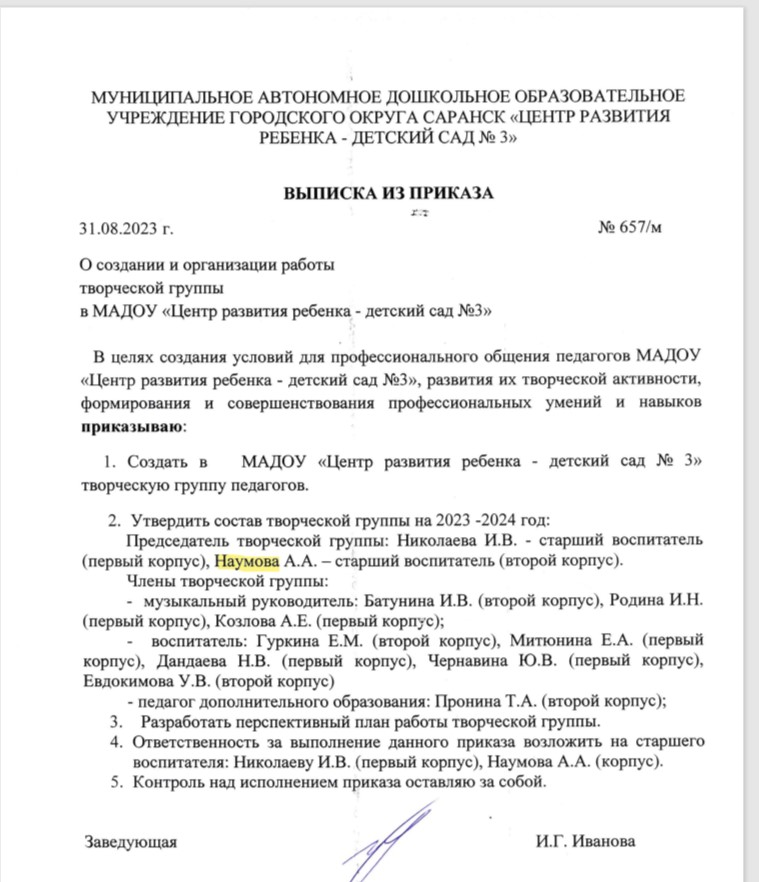 МУНИЦИПАЛЬНОЕ АВТОНОМНОЕ ДОШКОЛЬНОЕ ОБРАЗОВАТЕЛЬНОЕ
УЧРЕЖДЕНИЕ ГОРОДСКОГО ОКРУГА САРАНСК «ЦЕНТР РАЗВИТИЯ
РЕБЕНКА - ДЕТСКИЙ САД № 3»
ВЫПИСКА ИЗ ПРИКАЗА
31.08.2023 г. № 657/м
О создании и организации работы
творческой группы
в МАДОУ «Центр развития ребенка - детский сад №3»
В целях создания условий для профессионального общения педагогов МАДОУ
«Центр развития ребенка - детский сад №3», развития их творческой активности,
формирования и совершенствования профессиональных умений и навыков
приказываю:
1. Создать в МАДОУ «Центр развития ребенка - детский сад № 3»
творческую группу педагогов.
2. Утвердить состав творческой группы на 2023 -2024 год:
Председатель творческой группы: Николаева И.В. - старший воспитатель
(первый корпус), Наумова А.А. – старший воспитатель (второй корпус).
Члены творческой группы:
- музыкальный руководитель: Батунина И.В. (второй корпус), Родина И.Н.
(первый корпус), Козлова А.Е. (первый корпус);
- воспитатель: Гуркина Е.М. (второй корпус), Митюнина Е.А. (первый
корпус), Дандаева Н.В. (первый корпус), Чернавина Ю.В. (первый корпус),
Евдокимова У.В. (второй корпус)
- педагог дополнительного образования: Пронина Т.А. (второй корпус);
3. Разработать перспективный план работы творческой группы.
4. Ответственность за выполнение данного приказа возложить на старшего
воспитателя: Николаеву И.В. (первый корпус), Наумова А.А. (корпус).
5. Контроль над исполнением приказа оставляю за собой.
Заведующая И.Г. Иванова